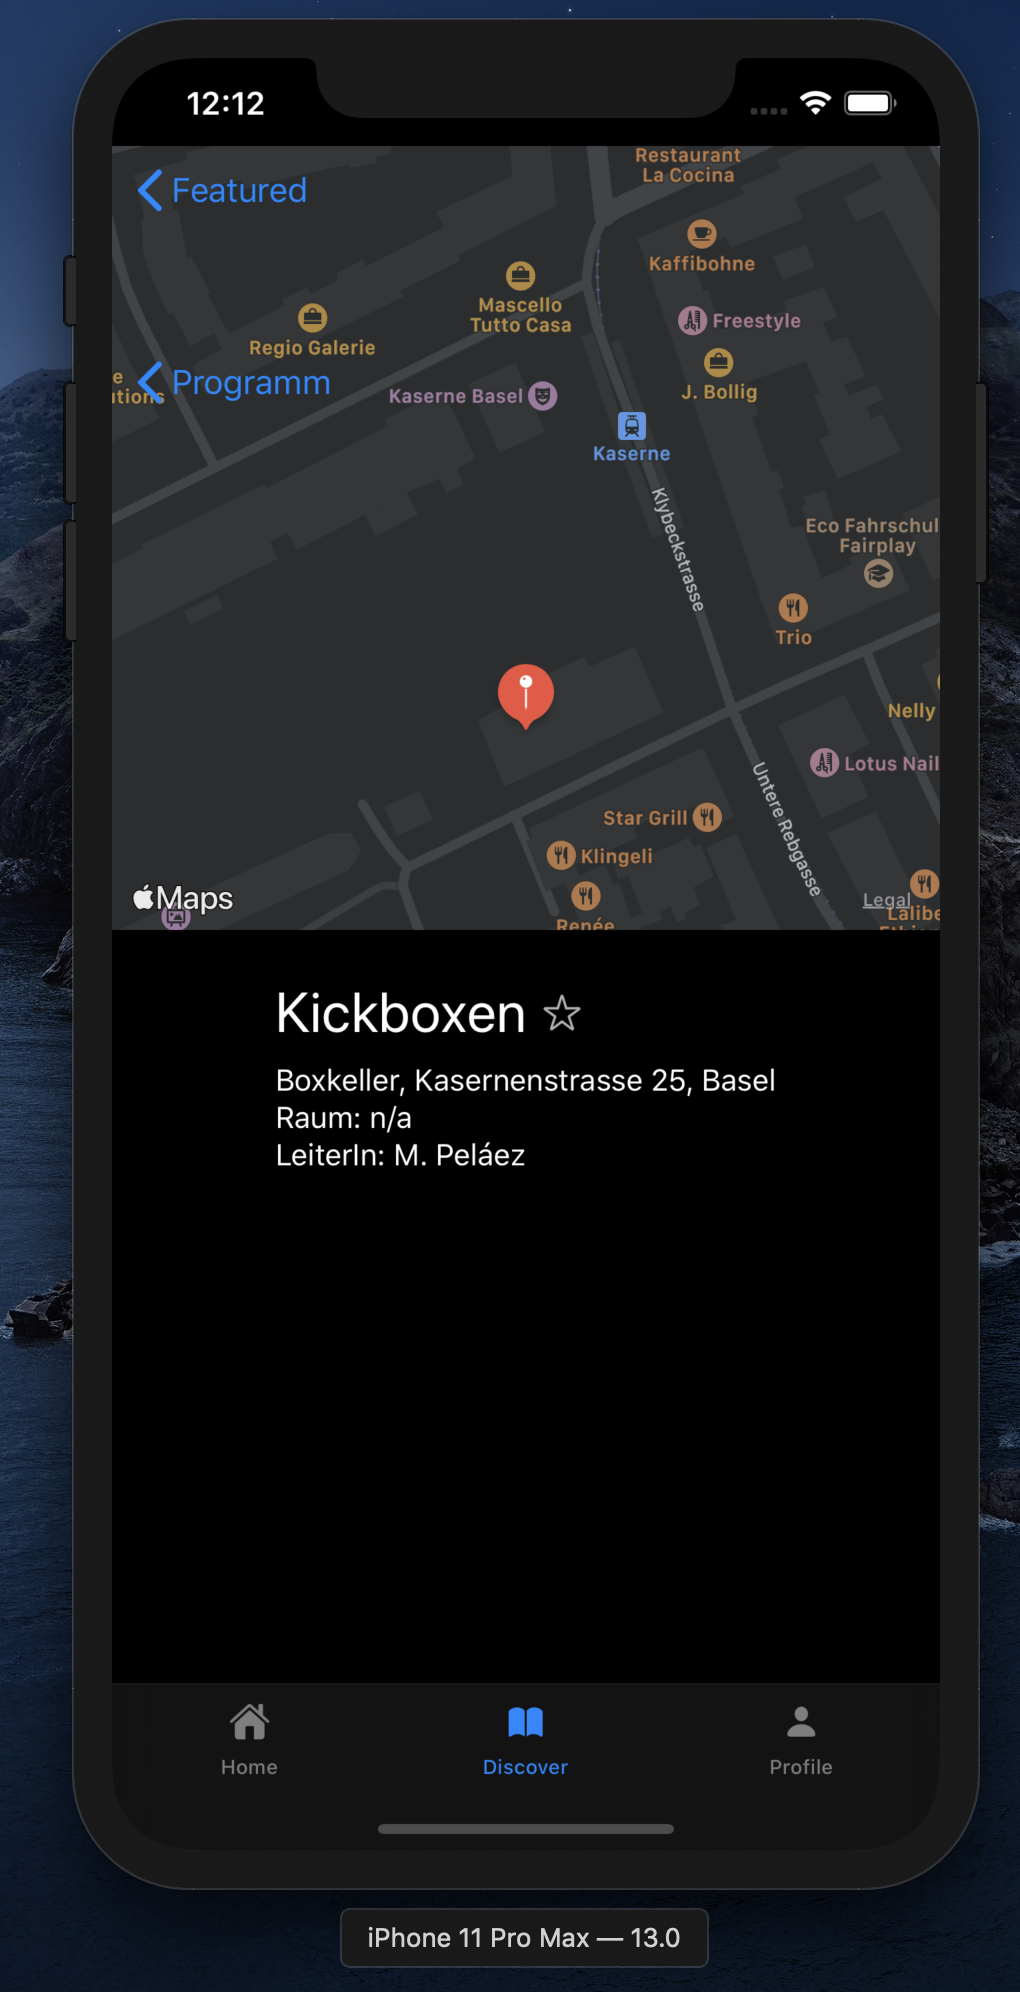 12:12
Featured
Restaurant
La Cocina
Kaffibohne
Mascello
Tutto Casa
Freestyle
Regio Galerie
J. Bollig
e
Programm
Kaserne Basel
Kaserne
Klybeckstrasse
Eco Fahrschul
Fairplay
Trio
Nelly
Lotus Nail
Untere Rebgasse
Star Grill
Klingeli
Renée
Maps
Legal
Lalibe
Kickboxen
Boxkeller, Kasernenstrasse 25, Basel
Raum: n/a
LeiterIn: M. Peláez
Home
Discover
Profile
iPhone 11 Pro Max — 13.0